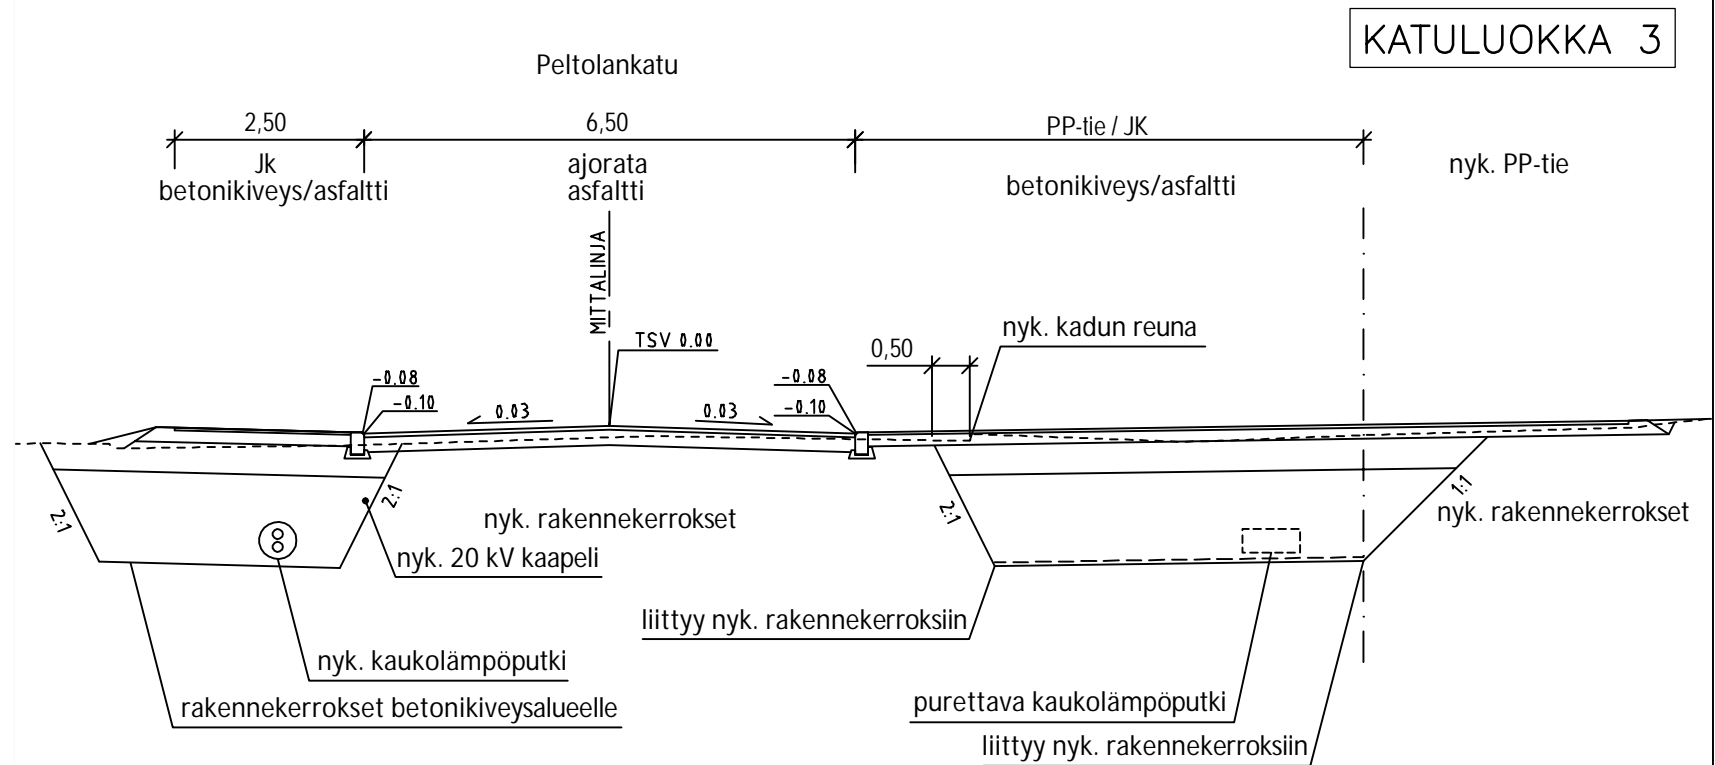 KATULUOKKA 3
Peltolankatu
2,50
6,50
PP-tie / JK
Jk
betonikiveys/asfaltti
ajorata
asfaltti
betonikiveys/asfaltti
nyk. PP-tie
MITTALINJA
TSV 0.00
nyk. kadun reuna
0,50
-0.08
-0.10
0.03
0.03
-0.08
-0.10
2:1
2:1
2:1
1:1
nyk. rakennekerrokset
nyk. rakennekerrokset
nyk. 20 kV kaapeli
liittyy nyk. rakennekerroksiin
nyk. kaukolämpöputki
rakennekerrokset betonikiveysalueelle
purettava kaukolämpöputki
liittyy nyk. rakennekerroksiin